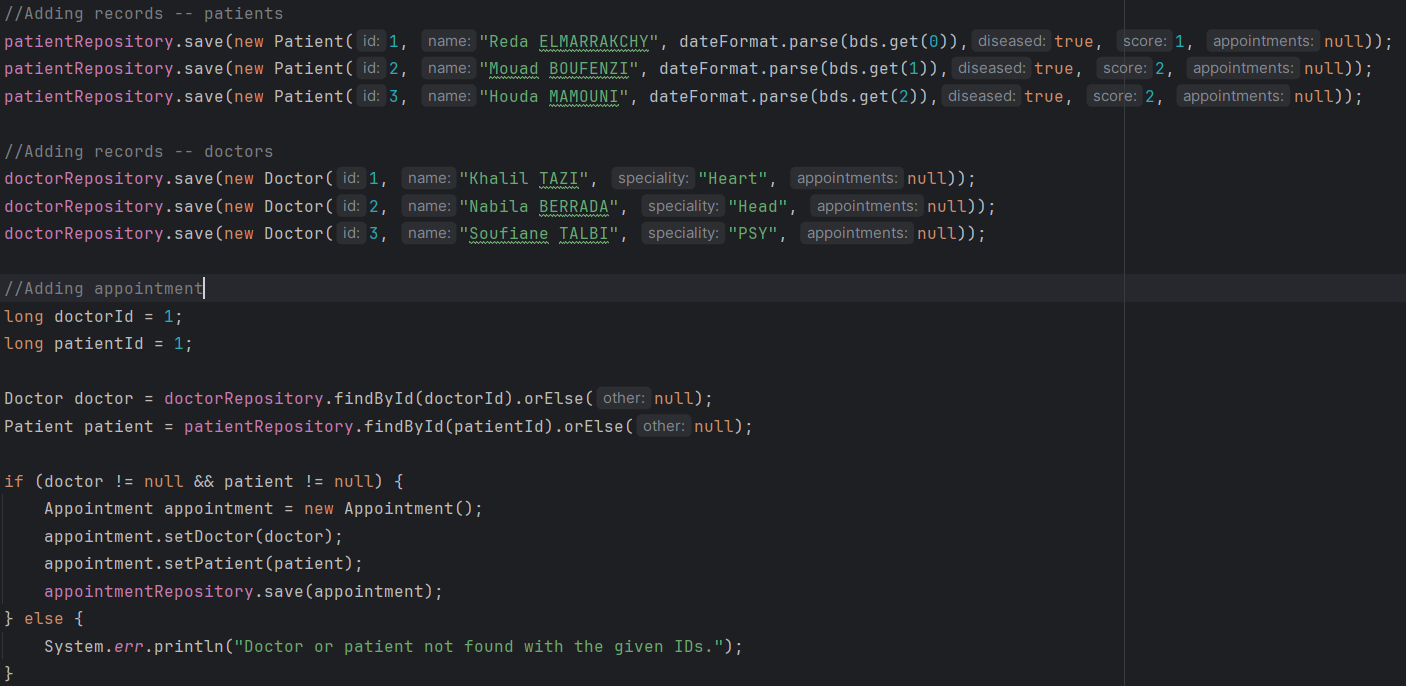 //Adding records -- patients
patientRepository.save(new Patient( id: 1, name: "Reda ELMARRAKCHY", dateFormat.parse(bds.get(0)), diseased: true, score: 1, appointments: null));
patientRepository.save(new Patient( id: 2, name: "Mouad BOUFENZI", dateFormat.parse(bds.get(1)), diseased: true, score: 2, appointments: null));
patientRepository.save(new Patient( id: 3, name: "Houda MAMOUNI", dateFormat.parse(bds.get(2)), diseased: true, score: 2, appointments: null));
//Adding records -- doctors
doctorRepository.save(new Doctor( id: 1, name: "Khalil TAZI", speciality: "Heart", appointments: null));
doctorRepository.save(new Doctor( id: 2, name: "Nabila BERRADA", speciality: "Head", appointments: null));
doctorRepository.save(new Doctor( id: 3, name: "Soufiane TALBI", speciality: "PSY", appointments: null));
//Adding appointment
long doctorId = 1;
long patientId = 1;
Doctor doctor = doctorRepository.findById(doctorId).orElse( other: null);
Patient patient = patientRepository.findById(patientId).orElse( other: null);
if (doctor != null && patient != null) {
    Appointment appointment = new Appointment();
    appointment.setDoctor(doctor);
    appointment.setPatient(patient);
    appointmentRepository.save(appointment);
} else {
    System.err.println("Doctor or patient not found with the given IDs.");
}